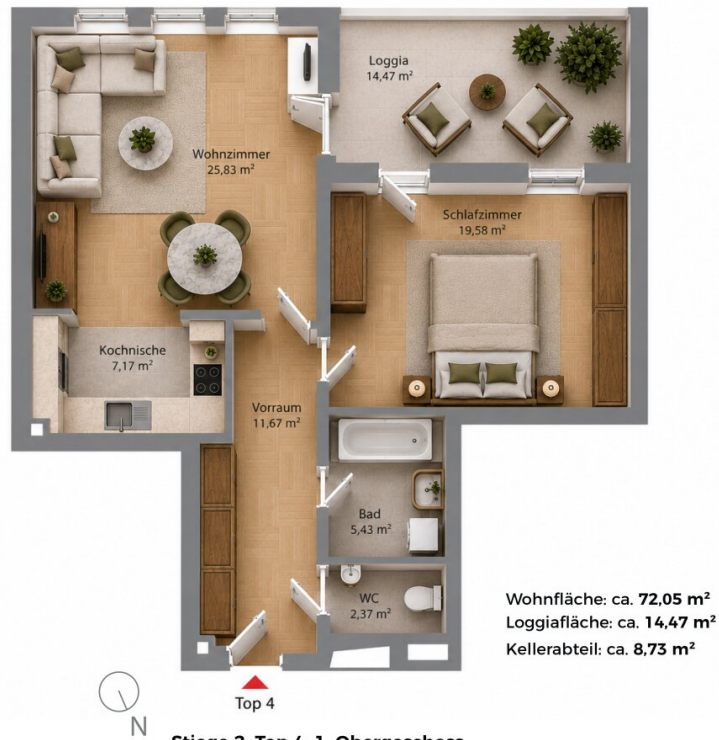 Loggia
14,47 m²
Wohnzimmer
25,83 m²
Schlafzimmer
19,58 m²
Kochnische
7,17 m²
Vorraum
11,67 m²
Bad
5,43 m²
WC
2,37 m²
Wohnfläche: ca. 72,05 m²
Loggiafläche: ca. 14,47 m²
Kellerabteil: ca. 8,73 m²
Top 4
N